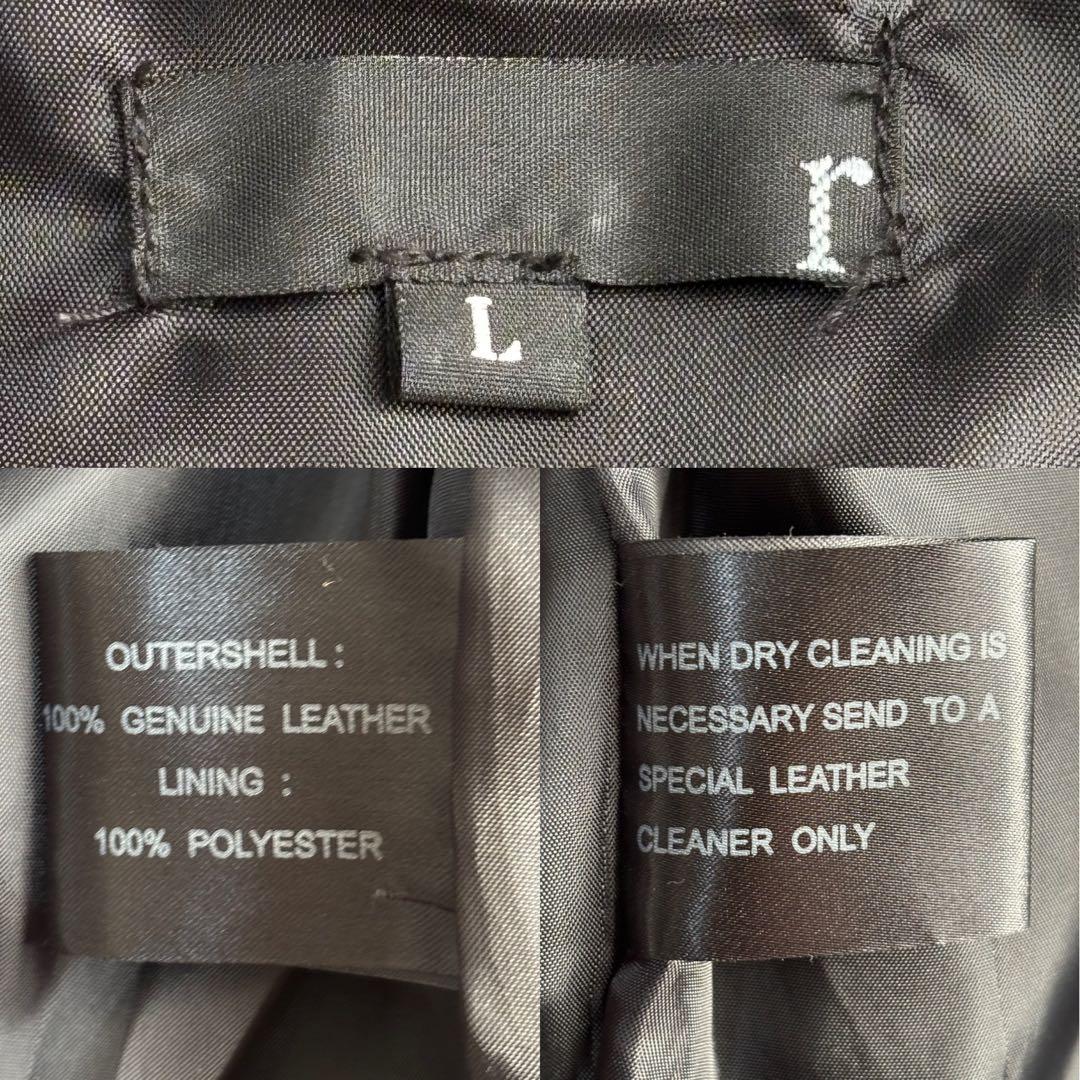 r
L
OUTERSHELL :
100% GENUINE LEATHER
LINING :
100% POLYESTER
WHEN DRY CLEANING IS
NECESSARY SEND TO A
SPECIAL LEATHER
CLEANER ONLY